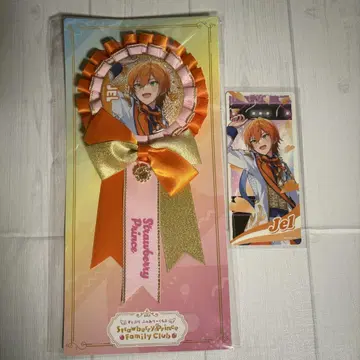 JEL
Strawberry
Prince
Strawberry Prince
Family Club
Jel